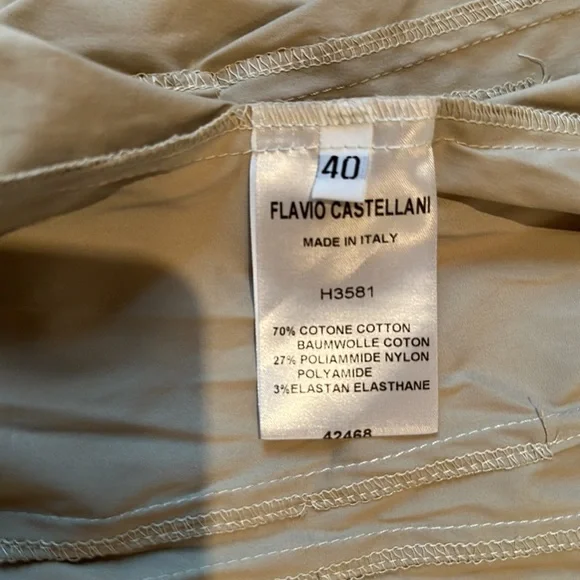 40
FLAVIO CASTELLANI
MADE IN ITALY
H3581
70% COTONE COTTON
BAUMWOLLE COTON
27% POLIAMMIDE NYLON
POLYAMIDE
3%ELASTAN ELASTHANE
42468